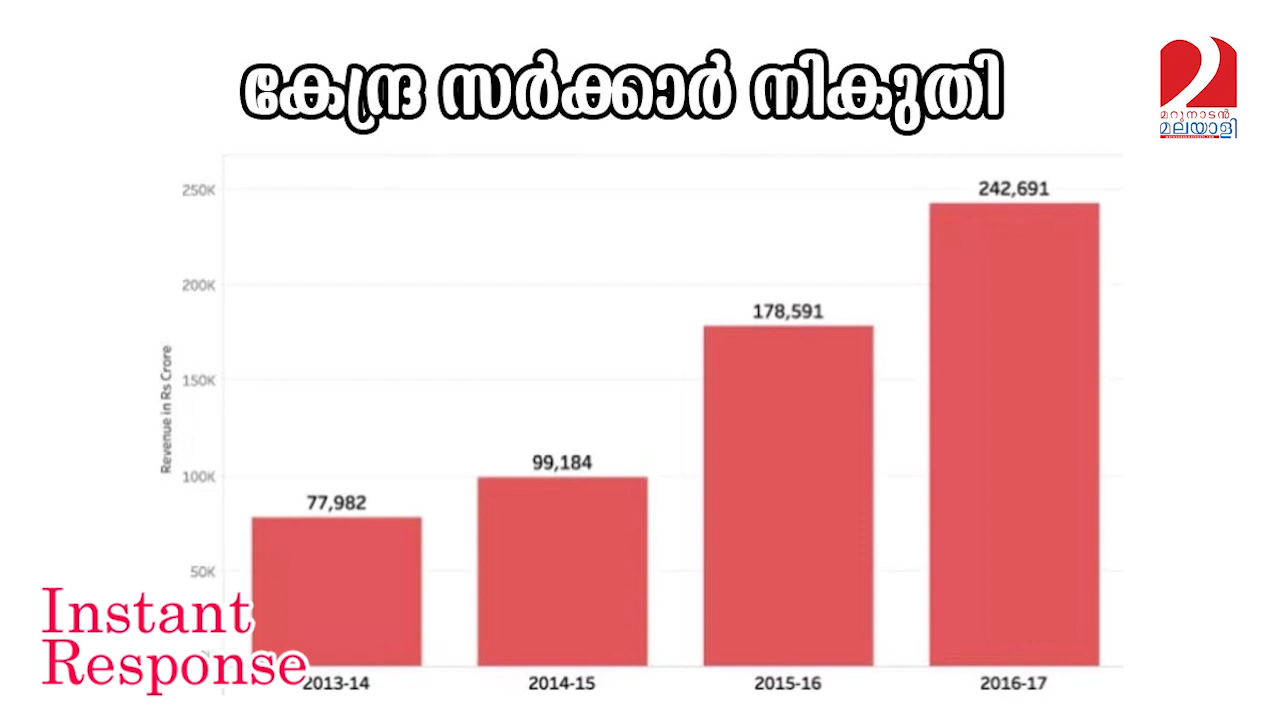 കേന്ദ്ര സർക്കാർ നികുതി
മറുനാടൻ
മലയാളി
250K
200K
150K
100K
50K
Revenue in Rs Crore
77,982
99,184
178,591
242,691
2013-14
2014-15
2015-16
2016-17
Instant
Response